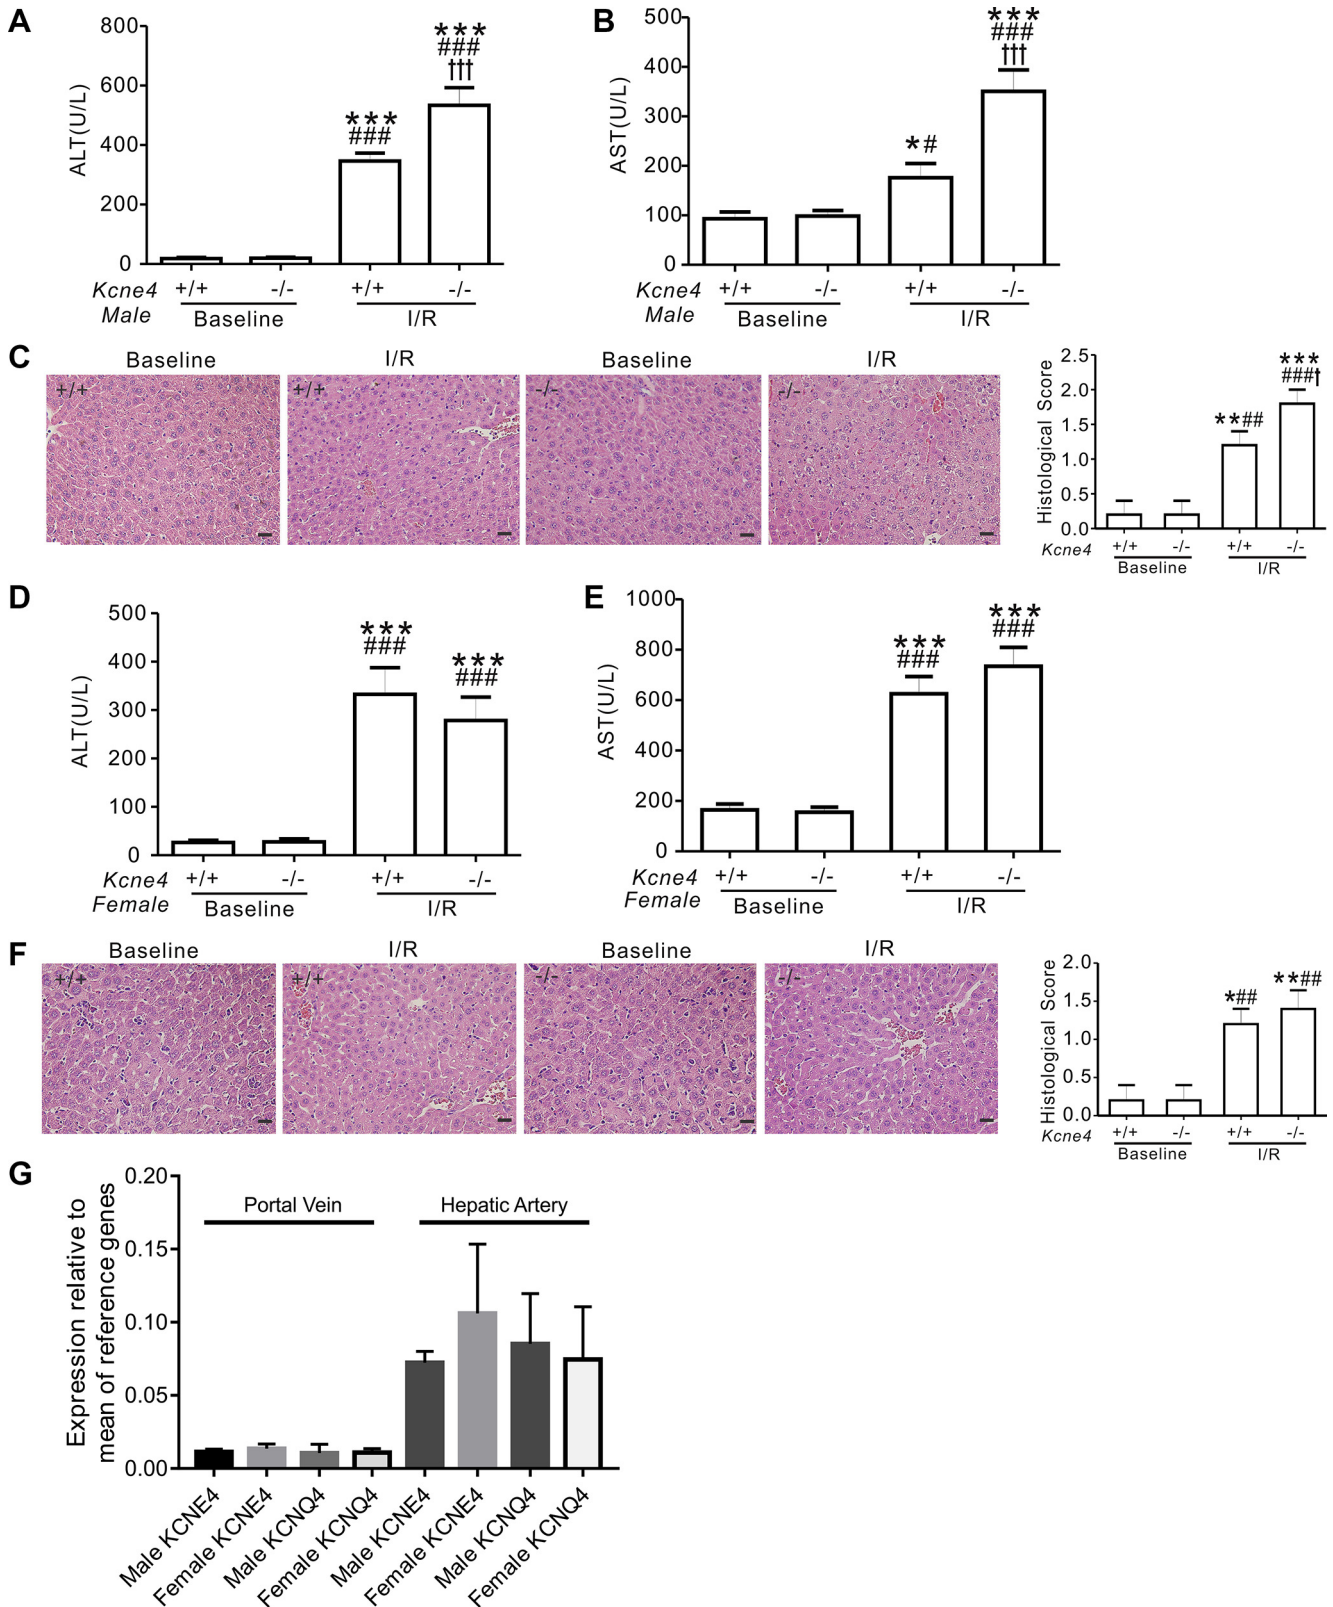 A
ALT(U/L)
800
600
400
200
0
***
###
***
###
†††
Kcne4 +/+ -/- +/+ -/-
Male Baseline I/R
B
AST(U/L)
500
400
300
200
100
0
*#
***
###
†††
Kcne4 +/+ -/- +/+ -/-
Male Baseline I/R
C
Baseline I/R Baseline I/R
+/+ +/+ -/- -/-
Histological Score
2.5
2.0
1.5
1.0
0.5
0.0
**##
***
###†
Kcne4 +/+ -/- +/+ -/-
Baseline I/R
D
ALT(U/L)
500
400
300
200
100
0
***
###
***
###
Kcne4 +/+ -/- +/+ -/-
Female Baseline I/R
E
AST(U/L)
1000
800
600
400
200
0
***
###
***
###
Kcne4 +/+ -/- +/+ -/-
Female Baseline I/R
F
Baseline I/R Baseline I/R
+/+ +/+ -/- -/-
Histological Score
2.0
1.5
1.0
0.5
0.0
*##
**##
Kcne4 +/+ -/- +/+ -/-
Baseline I/R
G
Expression relative to
mean of reference genes
0.20
0.15
0.10
0.05
0.00
Portal Vein Hepatic Artery
Male KCNE4
Female KCNE4
Male KCNQ4
Female KCNQ4
Male KCNE4
Female KCNE4
Male KCNQ4
Female KCNQ4